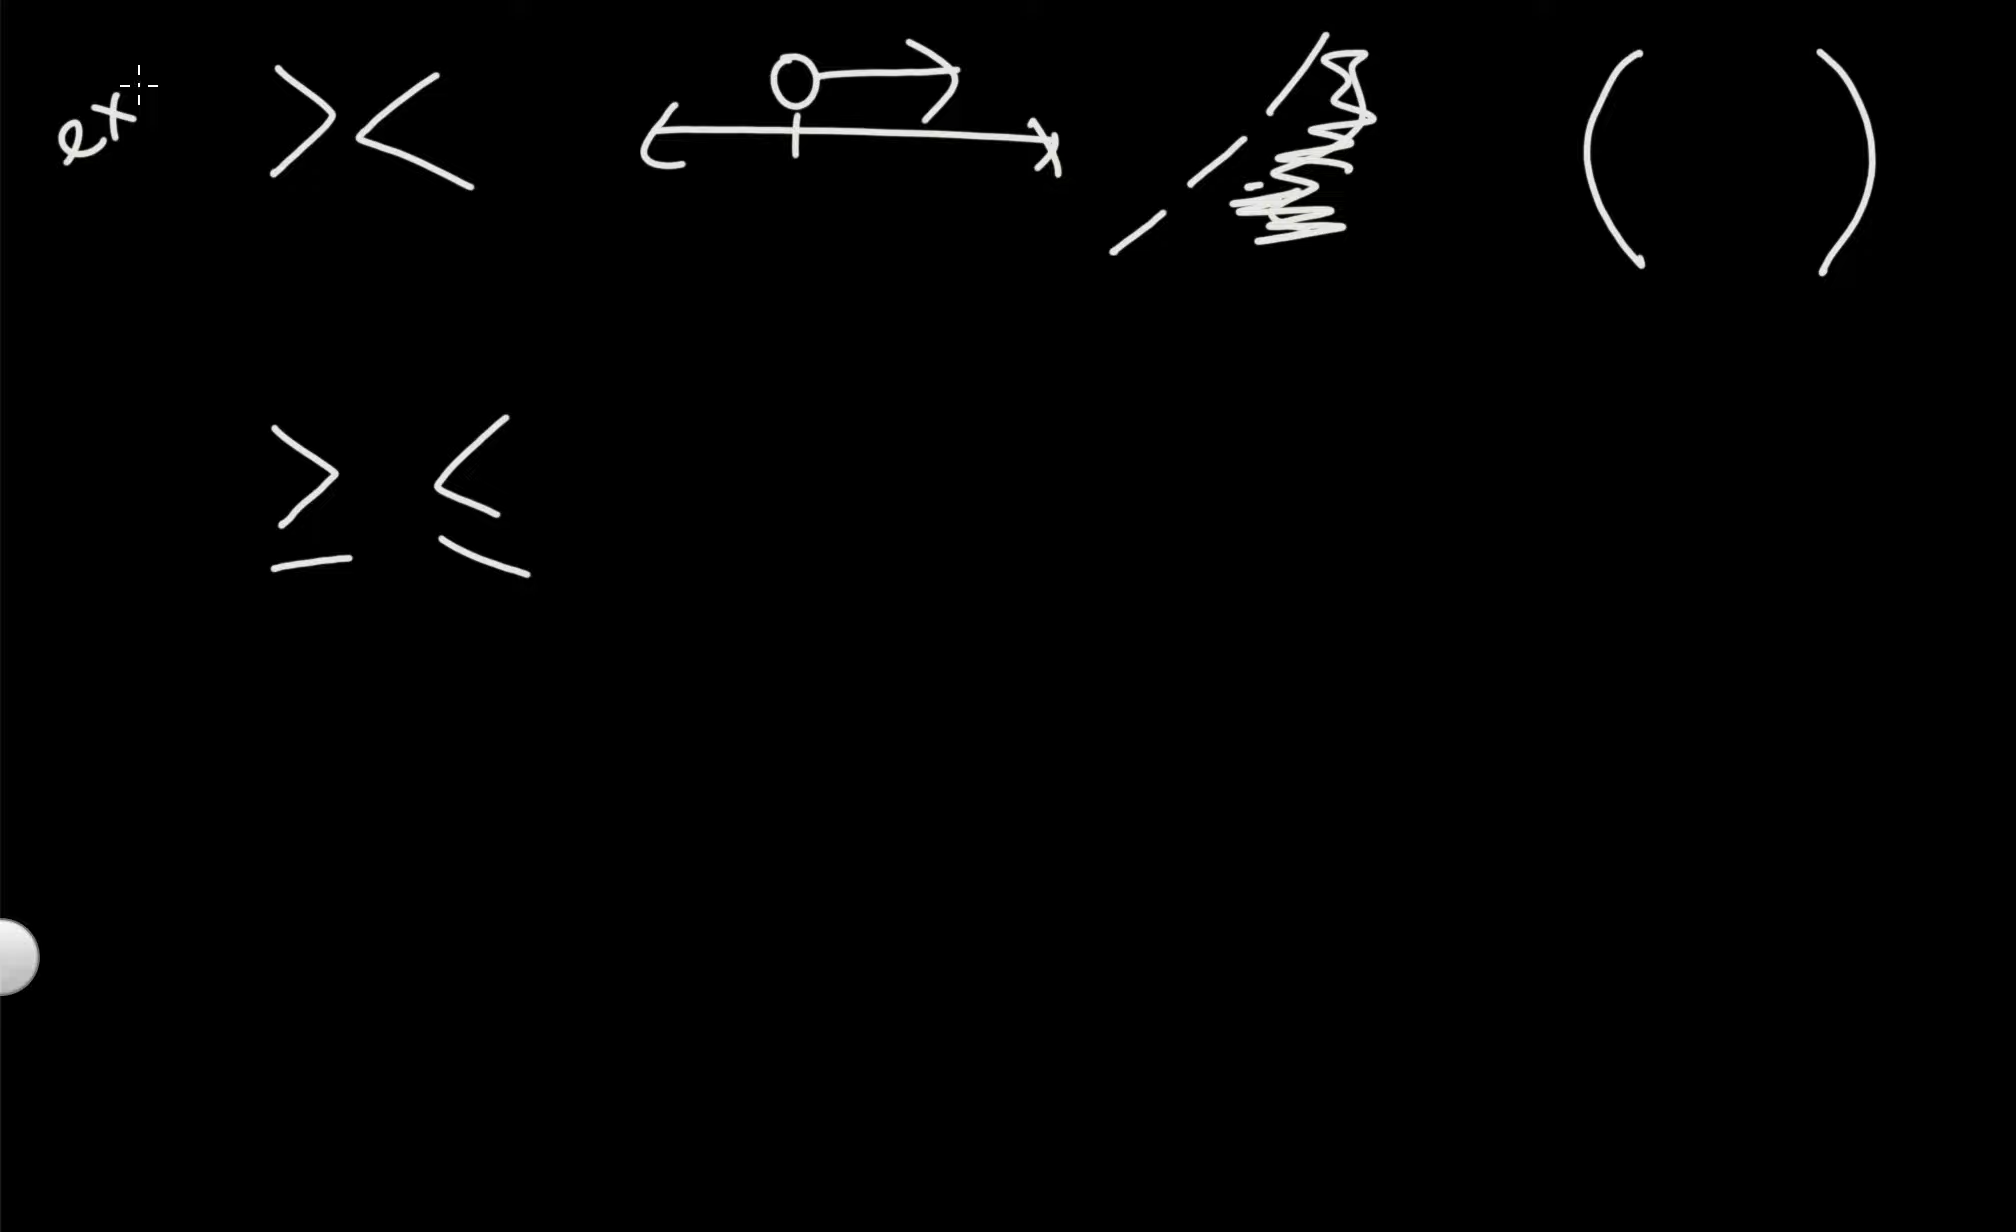 ex > < ( )
≥ ≤